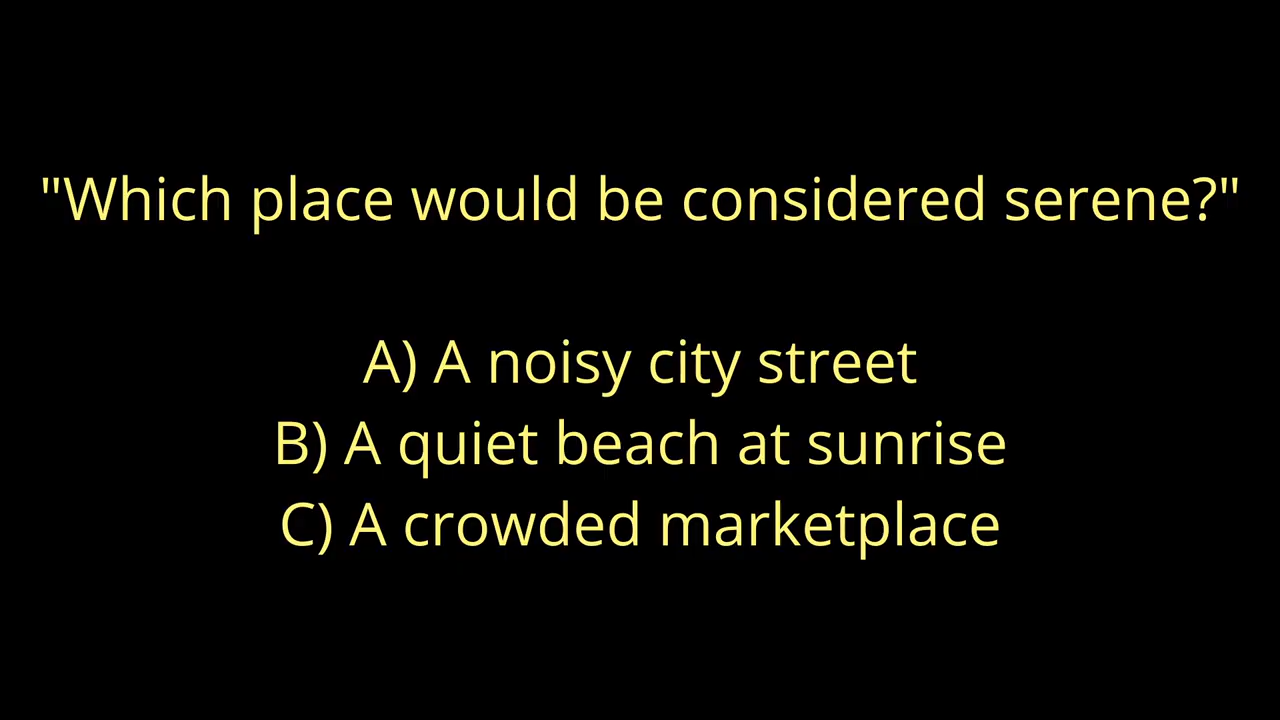 "Which place would be considered serene?"
A) A noisy city street
B) A quiet beach at sunrise
C) A crowded marketplace